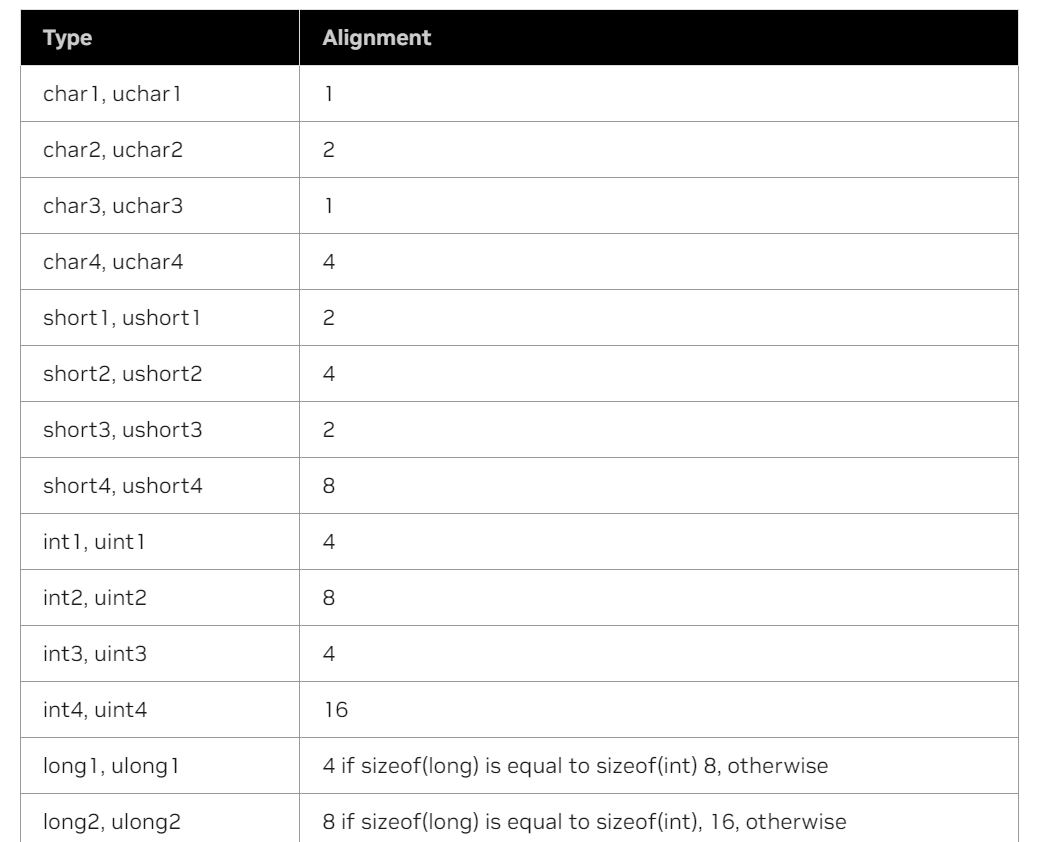 Type Alignment
char1, uchar1 1
char2, uchar2 2
char3, uchar3 1
char4, uchar4 4
short1, ushort1 2
short2, ushort2 4
short3, ushort3 2
short4, ushort4 8
int1, uint1 4
int2, uint2 8
int3, uint3 4
int4, uint4 16
long1, ulong1 4 if sizeof(long) is equal to sizeof(int) 8, otherwise
long2, ulong2 8 if sizeof(long) is equal to sizeof(int), 16, otherwise